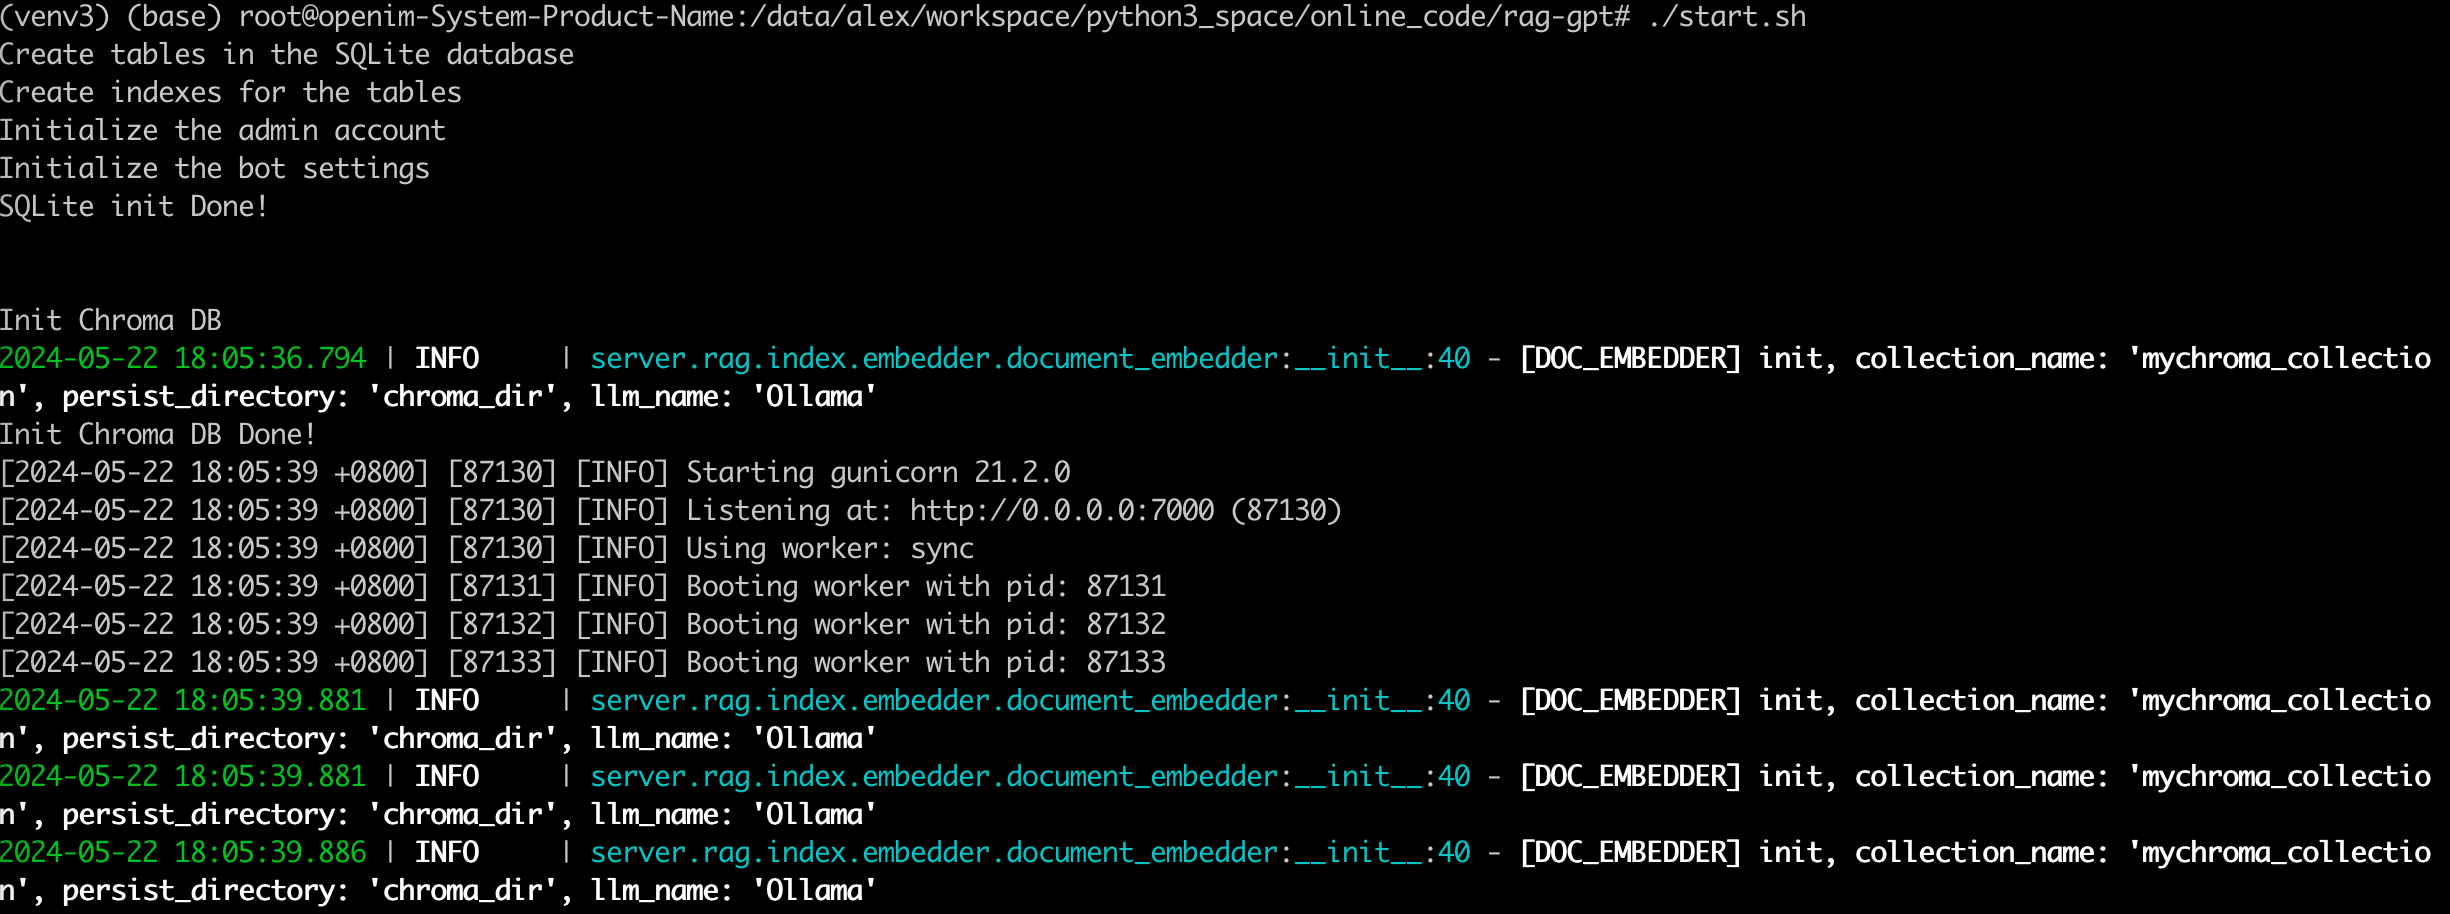 (venv3) (base) root@openim-System-Product-Name:/data/alex/workspace/python3_space/online_code/rag-gpt# ./start.sh
Create tables in the SQLite database
Create indexes for the tables
Initialize the admin account
Initialize the bot settings
SQLite init Done!
Init Chroma DB
2024-05-22 18:05:36.794 | INFO     | server.rag.index.embedder.document_embedder:__init__:40 - [DOC_EMBEDDER] init, collection_name: 'mychroma_collectio
n', persist_directory: 'chroma_dir', llm_name: 'Ollama'
Init Chroma DB Done!
[2024-05-22 18:05:39 +0800] [87130] [INFO] Starting gunicorn 21.2.0
[2024-05-22 18:05:39 +0800] [87130] [INFO] Listening at: http://0.0.0.0:7000 (87130)
[2024-05-22 18:05:39 +0800] [87130] [INFO] Using worker: sync
[2024-05-22 18:05:39 +0800] [87131] [INFO] Booting worker with pid: 87131
[2024-05-22 18:05:39 +0800] [87132] [INFO] Booting worker with pid: 87132
[2024-05-22 18:05:39 +0800] [87133] [INFO] Booting worker with pid: 87133
2024-05-22 18:05:39.881 | INFO     | server.rag.index.embedder.document_embedder:__init__:40 - [DOC_EMBEDDER] init, collection_name: 'mychroma_collectio
n', persist_directory: 'chroma_dir', llm_name: 'Ollama'
2024-05-22 18:05:39.881 | INFO     | server.rag.index.embedder.document_embedder:__init__:40 - [DOC_EMBEDDER] init, collection_name: 'mychroma_collectio
n', persist_directory: 'chroma_dir', llm_name: 'Ollama'
2024-05-22 18:05:39.886 | INFO     | server.rag.index.embedder.document_embedder:__init__:40 - [DOC_EMBEDDER] init, collection_name: 'mychroma_collectio
n', persist_directory: 'chroma_dir', llm_name: 'Ollama'